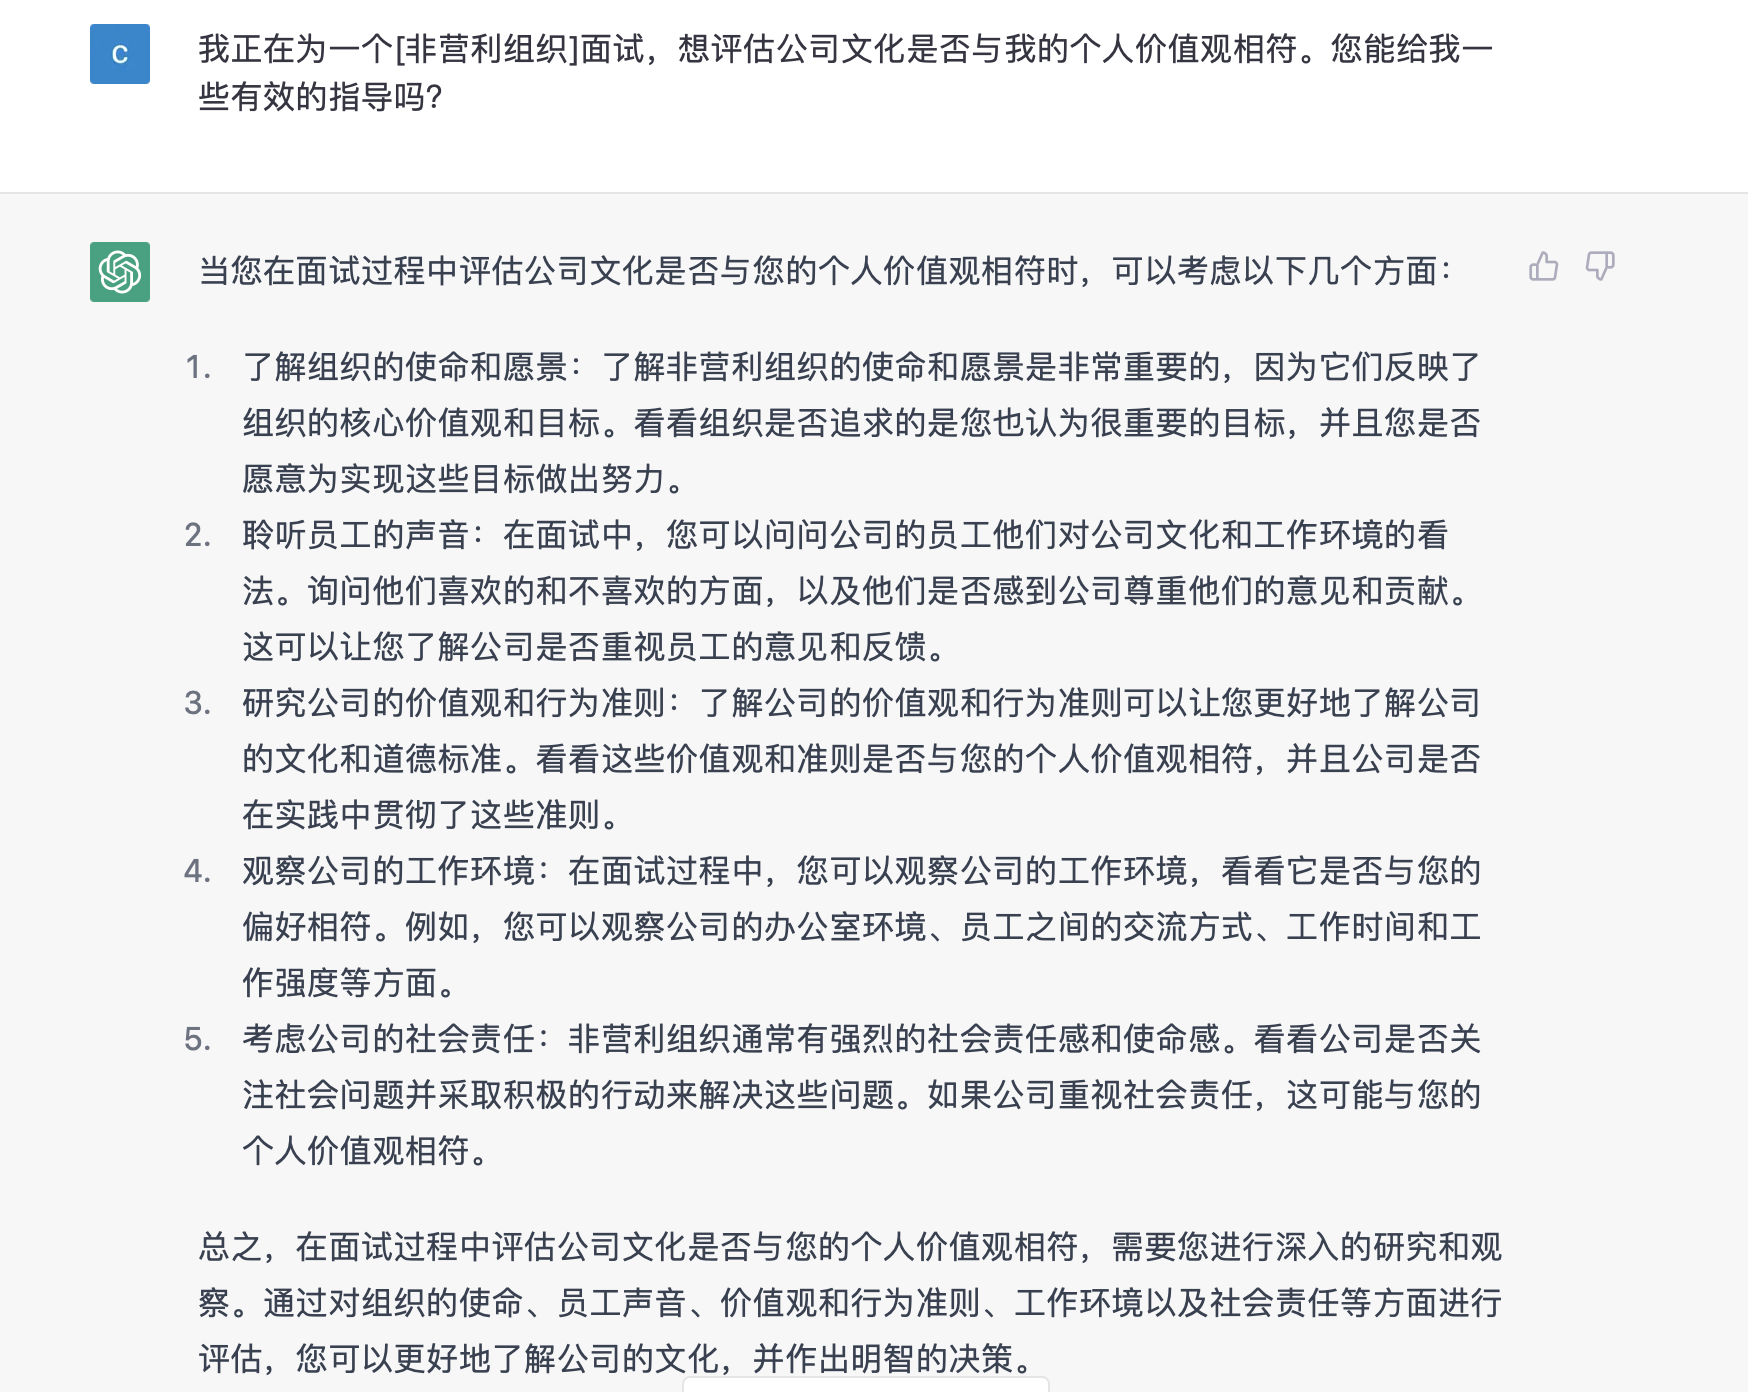 C
我正在为一个[非营利组织]面试，想评估公司文化是否与我的个人价值观相符。您能给我一
些有效的指导吗?
当您在面试过程中评估公司文化是否与您的个人价值观相符时，可以考虑以下几个方面：
1. 了解组织的使命和愿景：了解非营利组织的使命和愿景是非常重要的，因为它们反映了
组织的核心价值观和目标。看看组织是否追求的是您也认为很重要的目标，并且您是否
愿意为实现这些目标做出努力。
2. 聆听员工的声音：在面试中，您可以问问公司的员工他们对公司文化和工作环境的看
法。询问他们喜欢的和不喜欢的方面，以及他们是否感到公司尊重他们的意见和贡献。
这可以让您了解公司是否重视员工的意见和反馈。
3. 研究公司的价值观和行为准则：了解公司的价值观和行为准则可以让您更好地了解公司
的文化和道德标准。看看这些价值观和准则是否与您的个人价值观相符，并且公司是否
在实践中贯彻了这些准则。
4. 观察公司的工作环境：在面试过程中，您可以观察公司的工作环境，看看它是否与您的
偏好相符。例如，您可以观察公司的办公室环境、员工之间的交流方式、工作时间和工
作强度等方面。
5. 考虑公司的社会责任：非营利组织通常有强烈的社会责任感和使命感。看看公司是否关
注社会问题并采取积极的行动来解决这些问题。如果公司重视社会责任，这可能与您的
个人价值观相符。
总之，在面试过程中评估公司文化是否与您的个人价值观相符，需要您进行深入的研究和观
察。通过对组织的使命、员工声音、价值观和行为准则、工作环境以及社会责任等方面进行
评估，您可以更好地了解公司的文化，并作出明智的决策。